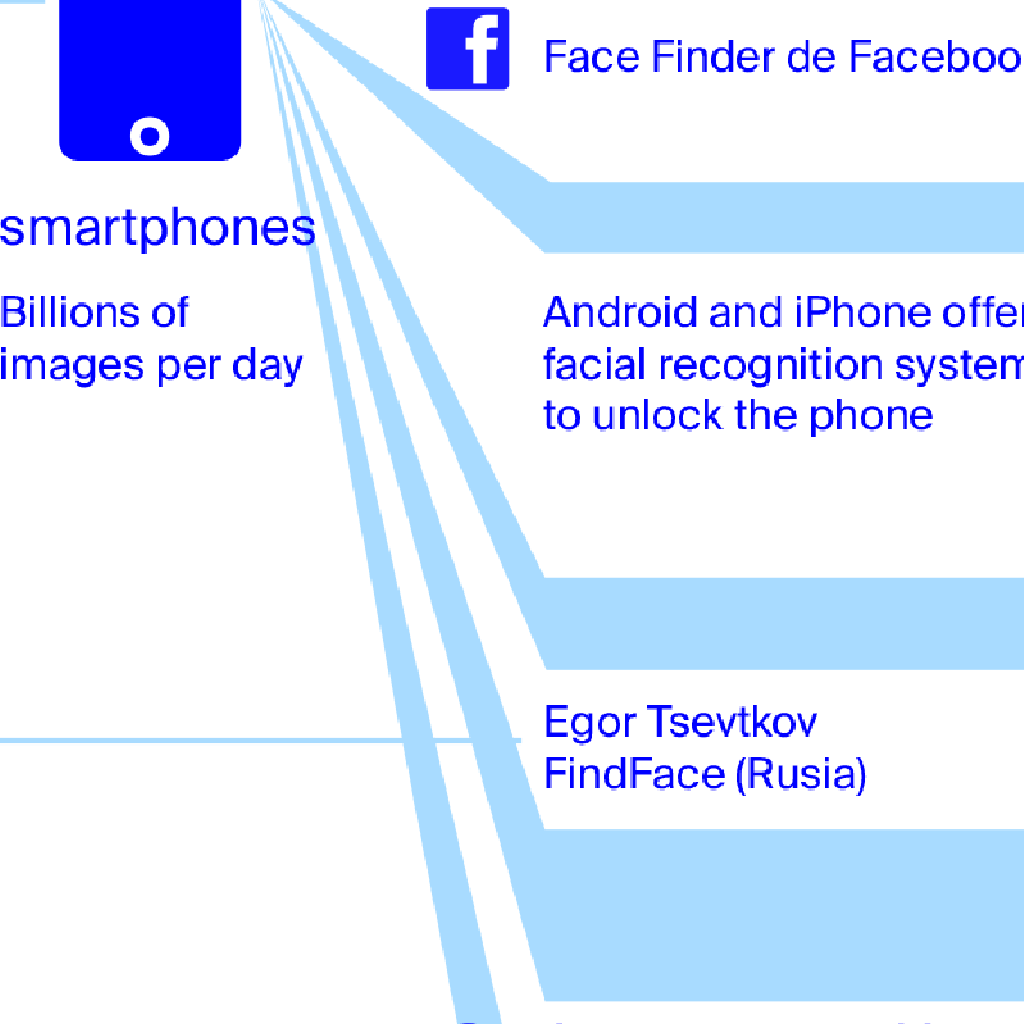 Face Finder de Faceboo
smartphones
Billions of
images per day
Android and iPhone offer
facial recognition system
to unlock the phone
Egor Tsevtkov
FindFace (Rusia)